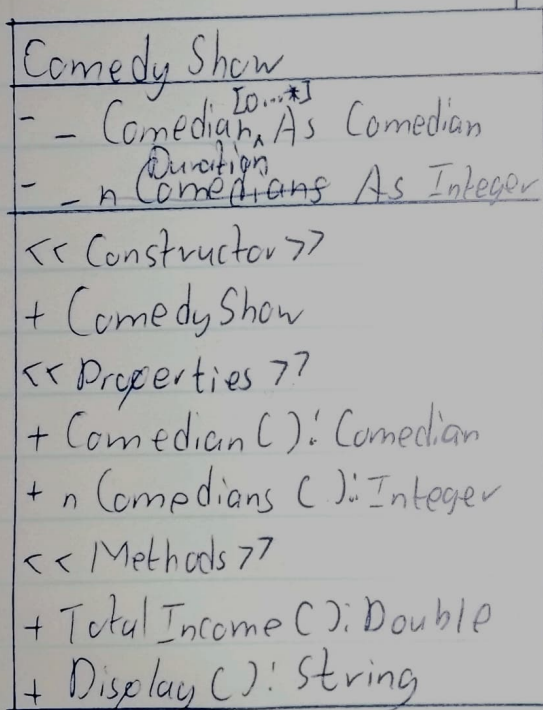 Comedy Show
[0...*]
- _ Comedian ^ As Comedian
Duration
- _ n Comedians As Integer
<< Constructor >>
+ Comedy Show
<< Properties >>
+ Comedian ( ) : Comedian
+ n Comedians ( ) : Integer
<< Methods >>
+ Total Income ( ) : Double
+ Display ( ) : String